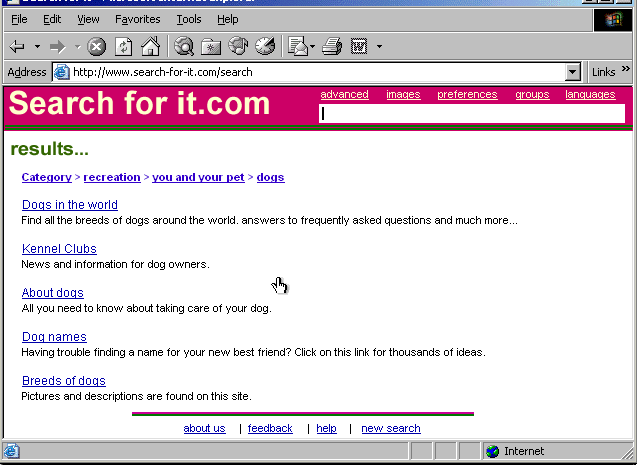 File Edit View Favorites Tools Help
Address http://www.search-for-it.com/search Links »
Search for it.com
advanced images preferences groups languages
results...
Category > recreation > you and your pet > dogs
Dogs in the world
Find all the breeds of dogs around the world. answers to frequently asked questions and much more...
Kennel Clubs
News and information for dog owners.
About dogs
All you need to know about taking care of your dog.
Dog names
Having trouble finding a name for your new best friend? Click on this link for thousands of ideas.
Breeds of dogs
Pictures and descriptions are found on this site.
about us | feedback | help | new search
Internet